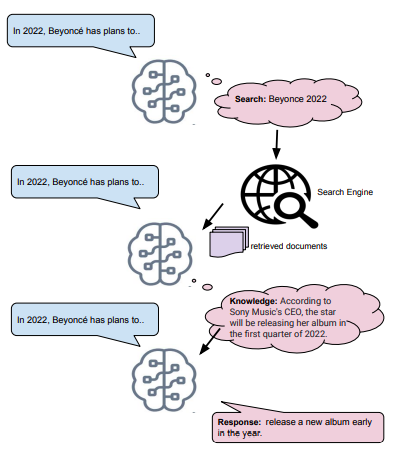 In 2022, Beyoncé has plans to..
Search: Beyonce 2022
In 2022, Beyoncé has plans to..
Search Engine
retrieved documents
Knowledge: According to
Sony Music's CEO, the star
will be releasing her album in
the first quarter of 2022.
In 2022, Beyoncé has plans to..
Response: release a new album early
in the year.